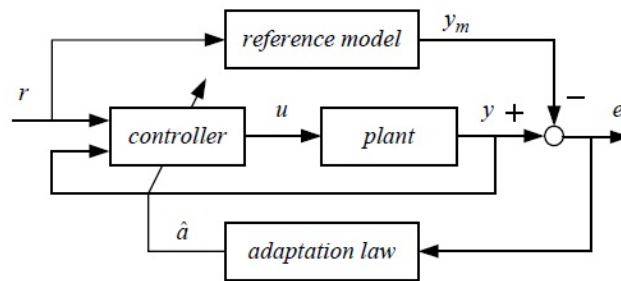 reference model
y_m
r
controller
u
plant
y
+
−
e
â
adaptation law